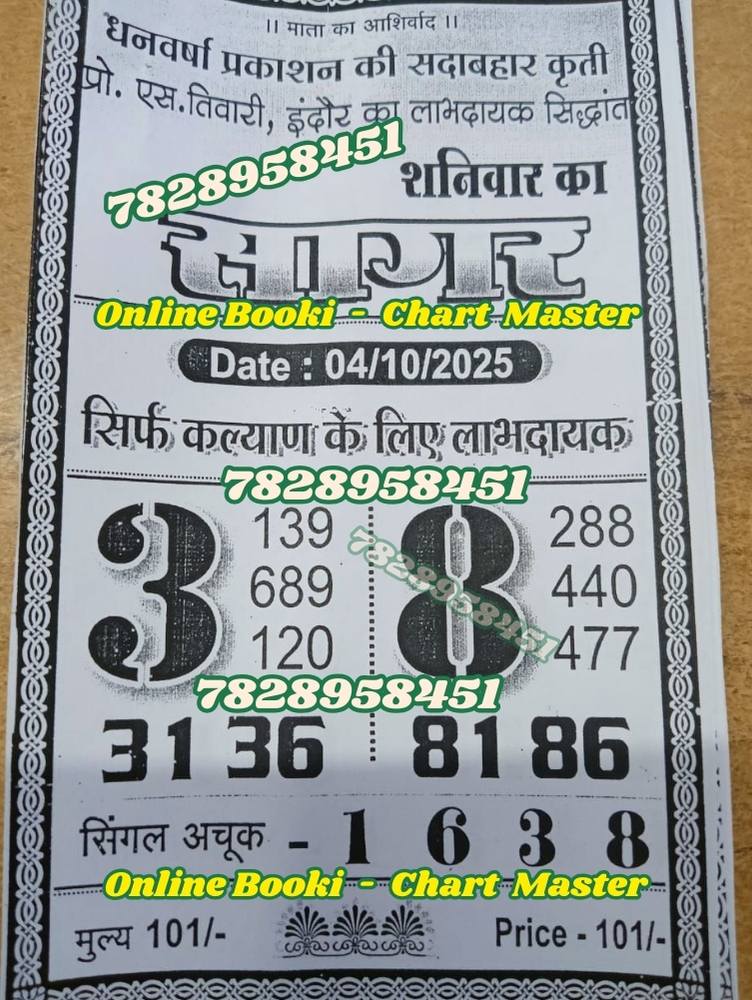 ।। माता का आशिर्वाद ।।
धनवर्षा प्रकाशन की सदाबहार कृती
प्रो. एस.तिवारी, इंदौर का लाभदायक सिद्धांत
7828958451
शनिवार का
सागर
Online Booki - Chart Master
Date : 04/10/2025
सिर्फ कल्याण के लिए लाभदायक
7828958451
3 139 8 288
689 440
120 477
7828958451
7828958451
31 36 81 86
सिंगल अचूक - 1 6 3 8
Online Booki - Chart Master
मुल्य 101/- Price - 101/-